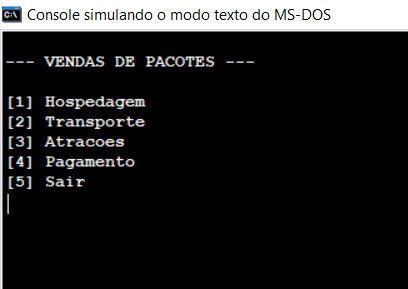 C:\ Console simulando o modo texto do MS-DOS
--- VENDAS DE PACOTES ---
[1] Hospedagem
[2] Transporte
[3] Atracoes
[4] Pagamento
[5] Sair